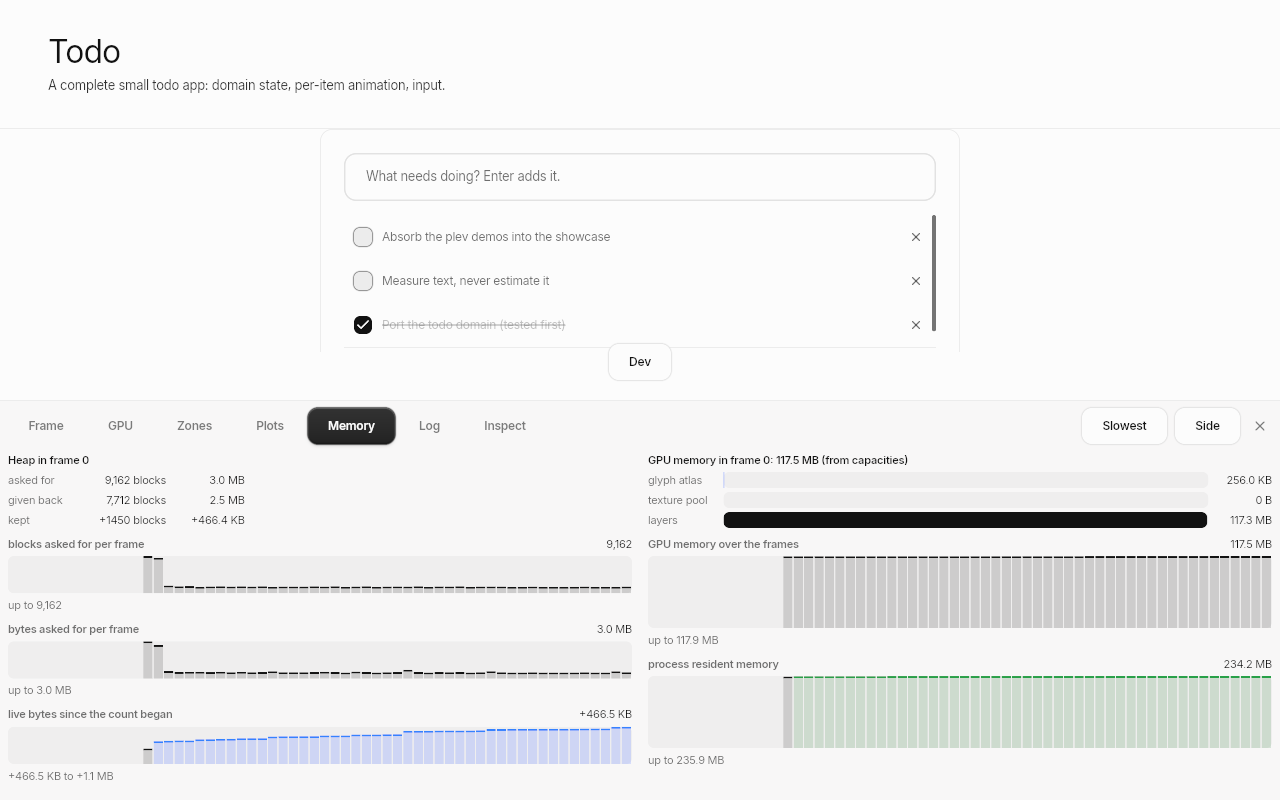 Todo
A complete small todo app: domain state, per-item animation, input.
What needs doing? Enter adds it.
Absorb the plev demos into the showcase
Measure text, never estimate it
Port the todo domain (tested first)
Dev
Frame GPU Zones Plots Memory Log Inspect Slowest Side
Heap in frame 0
asked for 9,162 blocks 3.0 MB
given back 7,712 blocks 2.5 MB
kept +1450 blocks +466.4 KB
blocks asked for per frame 9,162
up to 9,162
bytes asked for per frame 3.0 MB
up to 3.0 MB
live bytes since the count began +466.5 KB
+466.5 KB to +1.1 MB
GPU memory in frame 0: 117.5 MB (from capacities)
glyph atlas 256.0 KB
texture pool 0 B
layers 117.3 MB
GPU memory over the frames 117.5 MB
up to 117.9 MB
process resident memory 234.2 MB
up to 235.9 MB